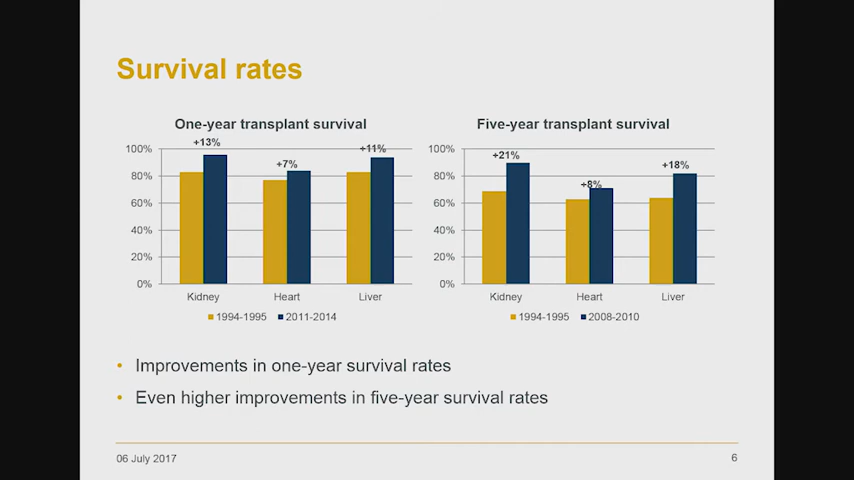 Survival rates
One-year transplant survival
+13%
+7%
+11%
100%
80%
60%
40%
20%
0%
Kidney Heart Liver
1994-1995 2011-2014
Five-year transplant survival
+21%
+8%
+18%
100%
80%
60%
40%
20%
0%
Kidney Heart Liver
1994-1995 2008-2010
• Improvements in one-year survival rates
• Even higher improvements in five-year survival rates
06 July 2017 6